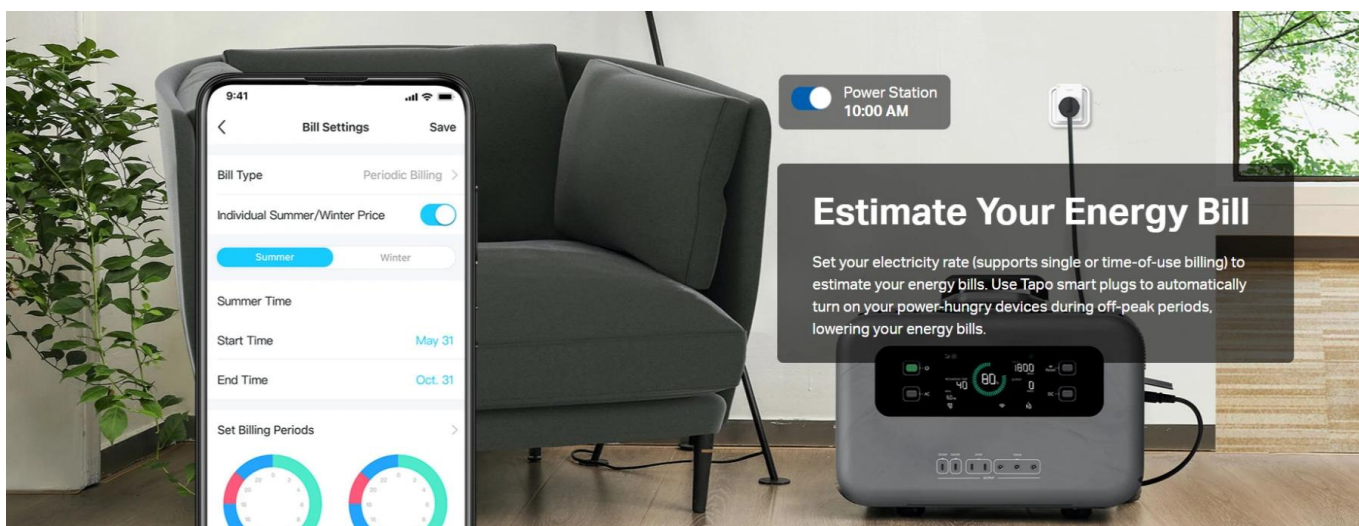 9:41
Bill Settings
Save
Bill Type
Periodic Billing
Individual Summer/Winter Price
Summer
Winter
Summer Time
Start Time
May 31
End Time
Oct. 31
Set Billing Periods
Power Station
10:00 AM
Estimate Your Energy Bill
Set your electricity rate (supports single or time-of-use billing) to
estimate your energy bills. Use Tapo smart plugs to automatically
turn on your power-hungry devices during off-peak periods,
lowering your energy bills.
80
1800
40
0
AC